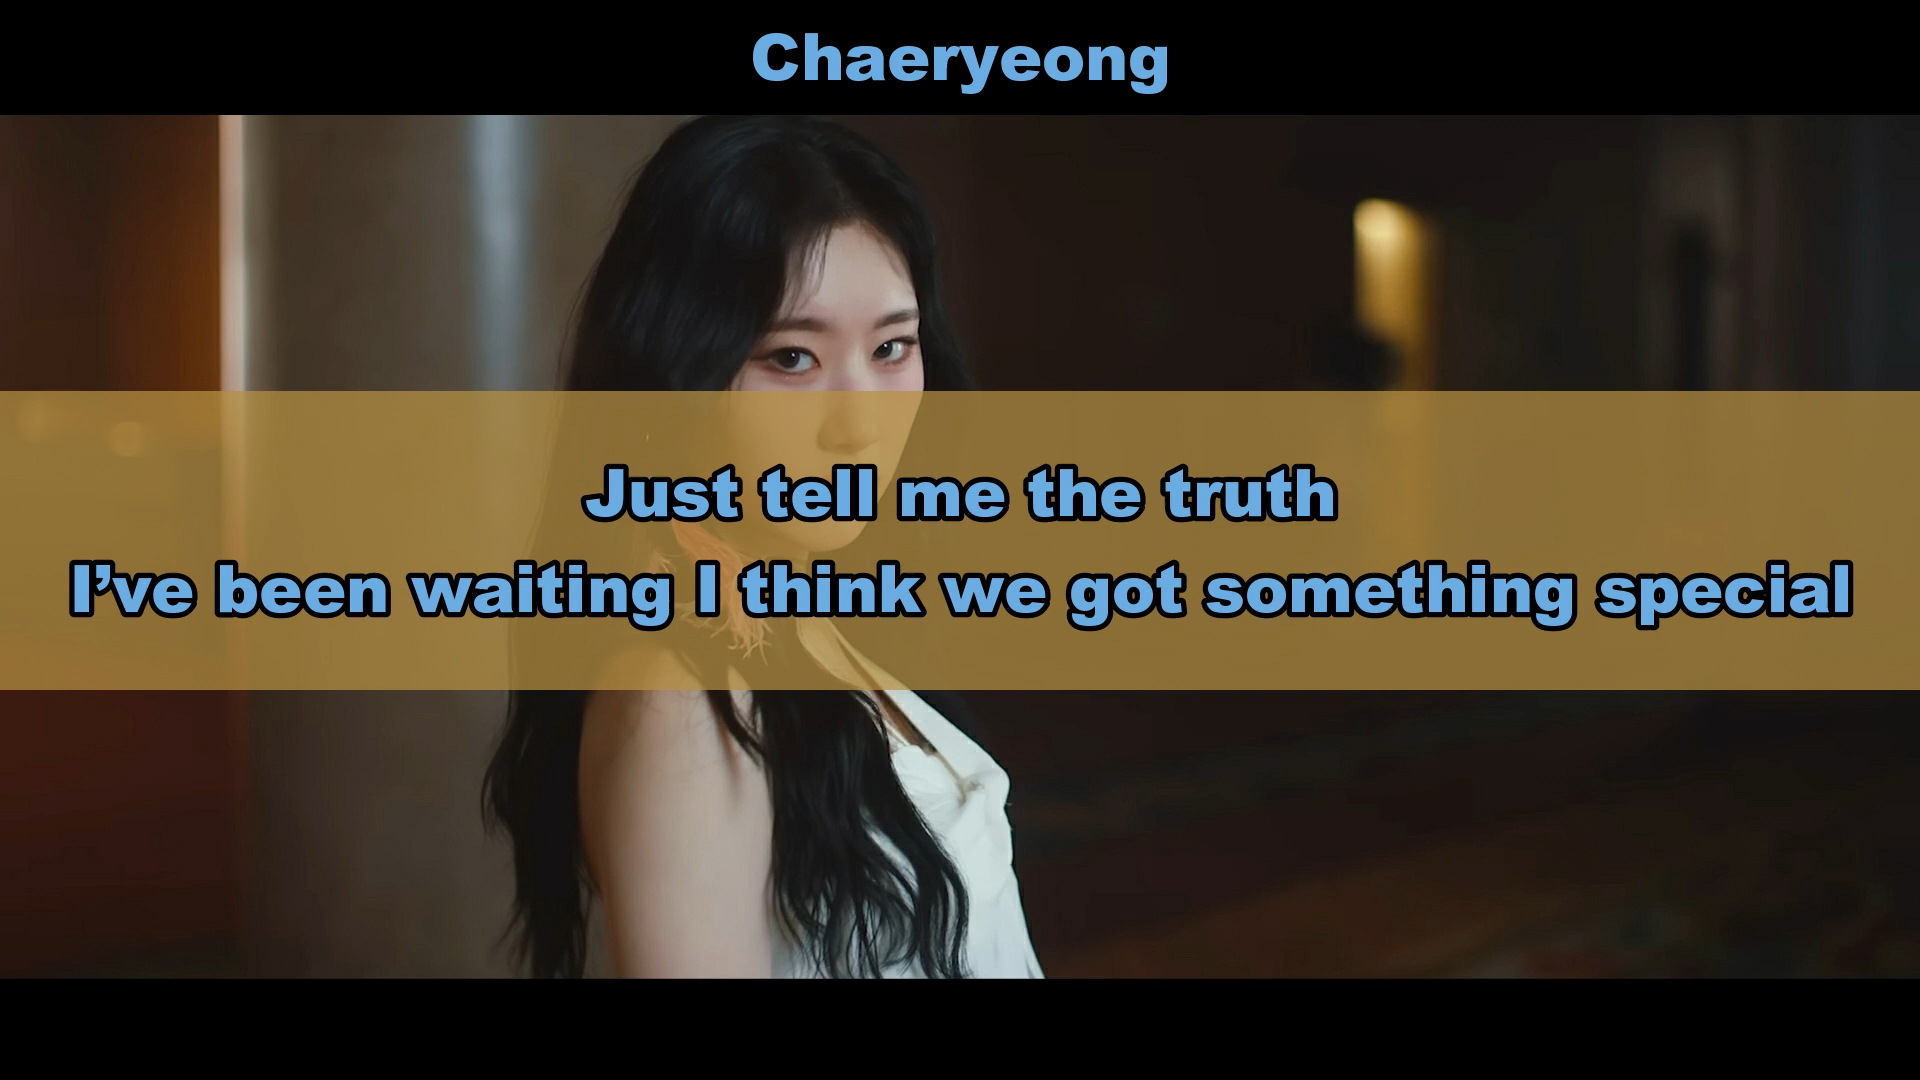 Chaeryeong
Just tell me the truth
I’ve been waiting I think we got something special